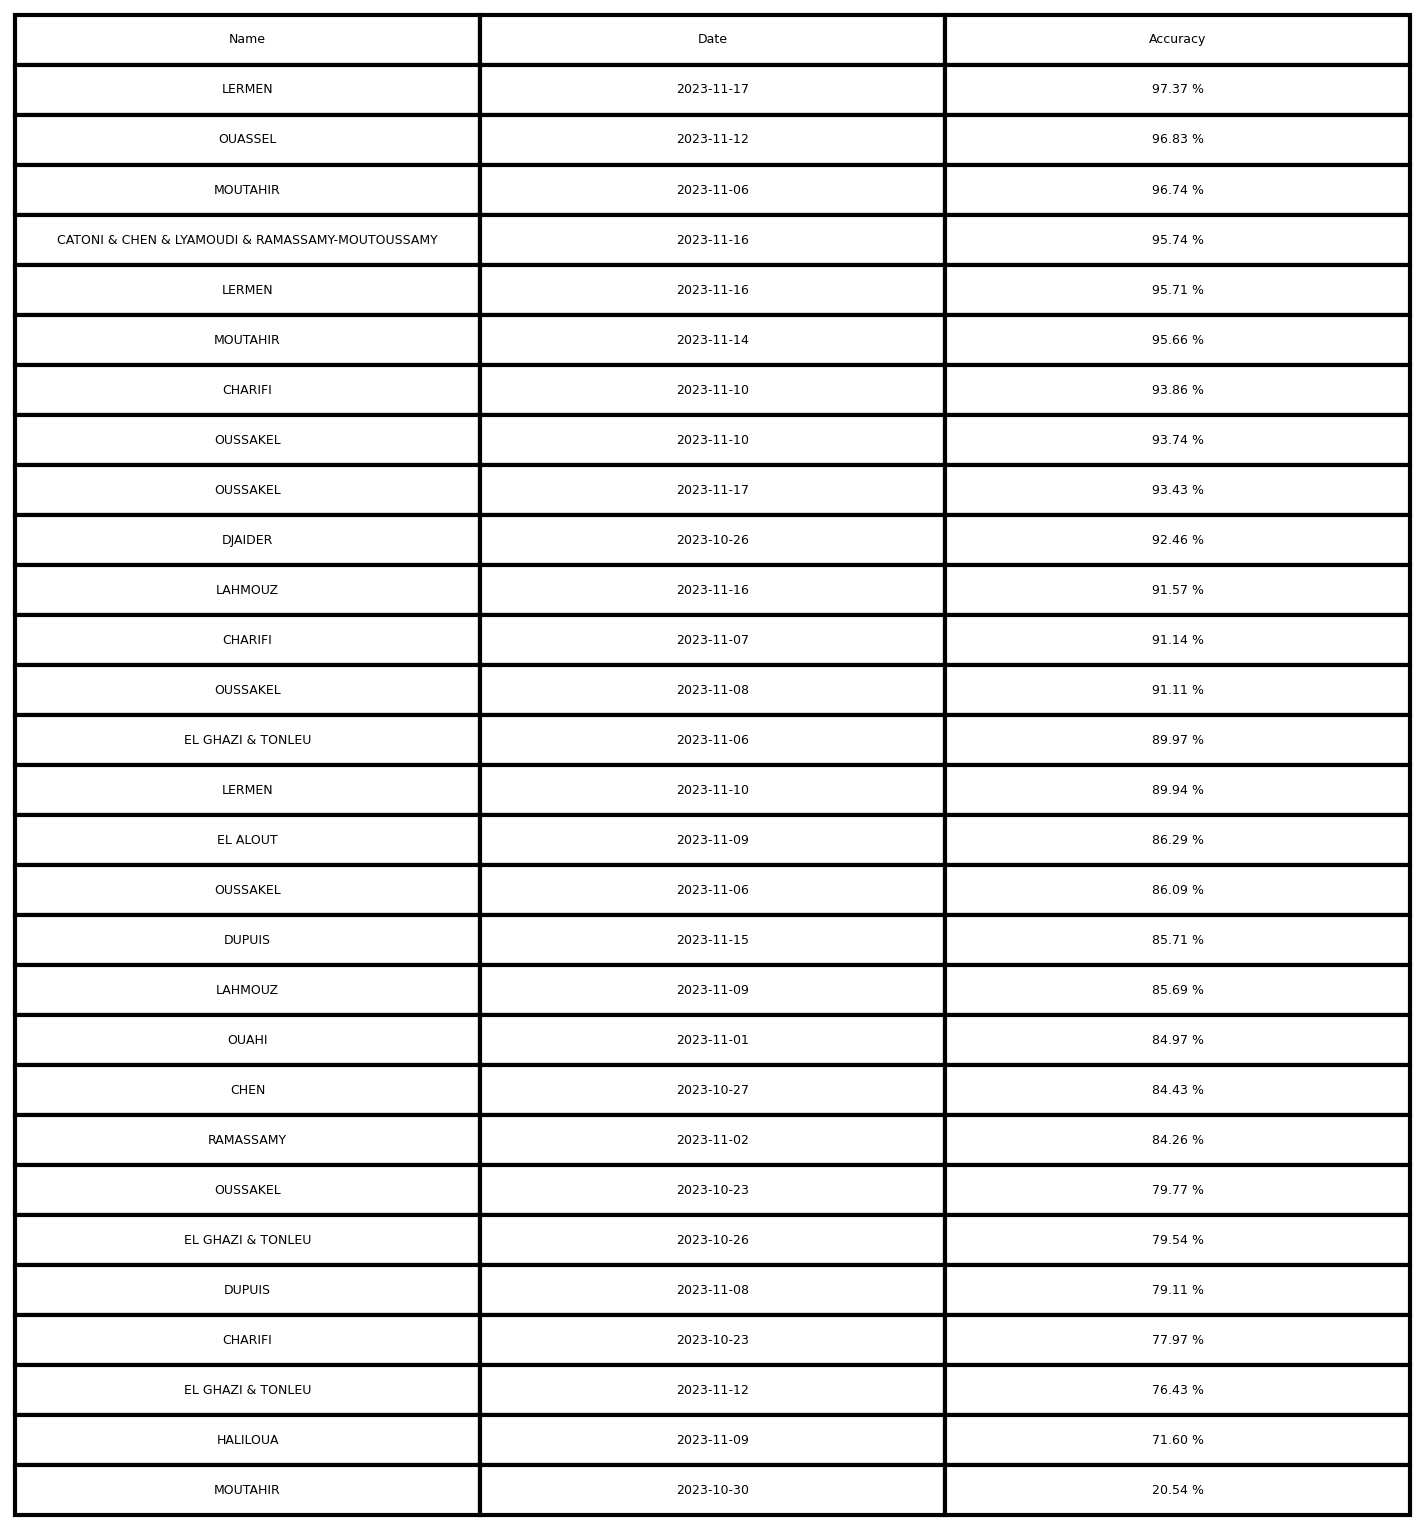 Name Date Accuracy
LERMEN 2023-11-17 97.37 %
OUASSEL 2023-11-12 96.83 %
MOUTAHIR 2023-11-06 96.74 %
CATONI & CHEN & LYAMOUDI & RAMASSAMY-MOUTOUSSAMY 2023-11-16 95.74 %
LERMEN 2023-11-16 95.71 %
MOUTAHIR 2023-11-14 95.66 %
CHARIFI 2023-11-10 93.86 %
OUSSAKEL 2023-11-10 93.74 %
OUSSAKEL 2023-11-17 93.43 %
DJAIDER 2023-10-26 92.46 %
LAHMOUZ 2023-11-16 91.57 %
CHARIFI 2023-11-07 91.14 %
OUSSAKEL 2023-11-08 91.11 %
EL GHAZI & TONLEU 2023-11-06 89.97 %
LERMEN 2023-11-10 89.94 %
EL ALOUT 2023-11-09 86.29 %
OUSSAKEL 2023-11-06 86.09 %
DUPUIS 2023-11-15 85.71 %
LAHMOUZ 2023-11-09 85.69 %
OUAHI 2023-11-01 84.97 %
CHEN 2023-10-27 84.43 %
RAMASSAMY 2023-11-02 84.26 %
OUSSAKEL 2023-10-23 79.77 %
EL GHAZI & TONLEU 2023-10-26 79.54 %
DUPUIS 2023-11-08 79.11 %
CHARIFI 2023-10-23 77.97 %
EL GHAZI & TONLEU 2023-11-12 76.43 %
HALILOUA 2023-11-09 71.60 %
MOUTAHIR 2023-10-30 20.54 %